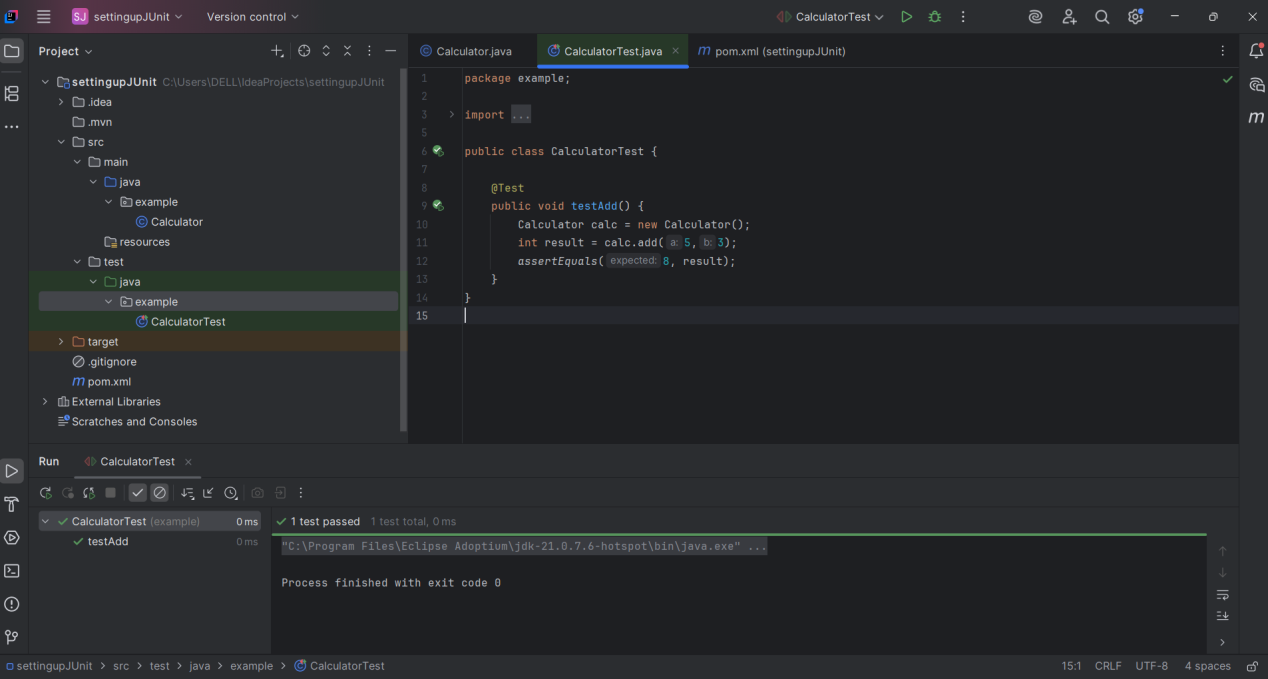 SJ settingupJUnit Version control CalculatorTest
Project Calculator.java CalculatorTest.java m pom.xml (settingupJUnit)
settingupJUnit C:\Users\DELL\IdeaProjects\settingupJUnit
.idea
.mvn
src
main
java
example
Calculator
resources
test
java
example
CalculatorTest
target
.gitignore
m pom.xml
External Libraries
Scratches and Consoles
1 package example;
2
3 import ...
5
6 public class CalculatorTest {
7
8 @Test
9 public void testAdd() {
10 Calculator calc = new Calculator();
11 int result = calc.add( a: 5, b: 3);
12 assertEquals( expected: 8, result);
13 }
14 }
15
m
Run CalculatorTest
CalculatorTest (example) 0 ms
testAdd 0 ms
1 test passed 1 test total, 0 ms
"C:\Program Files\Eclipse Adoptium\jdk-21.0.7.6-hotspot\bin\java.exe" ...
Process finished with exit code 0
settingupJUnit > src > test > java > example > CalculatorTest 15:1 CRLF UTF-8 4 spaces